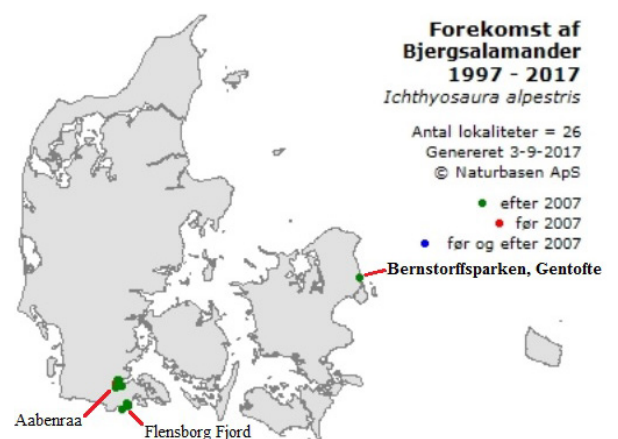 Forekomst af
Bjergsalamander
1997 - 2017
Ichthyosaura alpestris
Antal lokaliteter = 26
Genereret 3-9-2017
© Naturbasen ApS
efter 2007
før 2007
før og efter 2007
Bernstorffsparken, Gentofte
Aabenraa
Flensborg Fjord